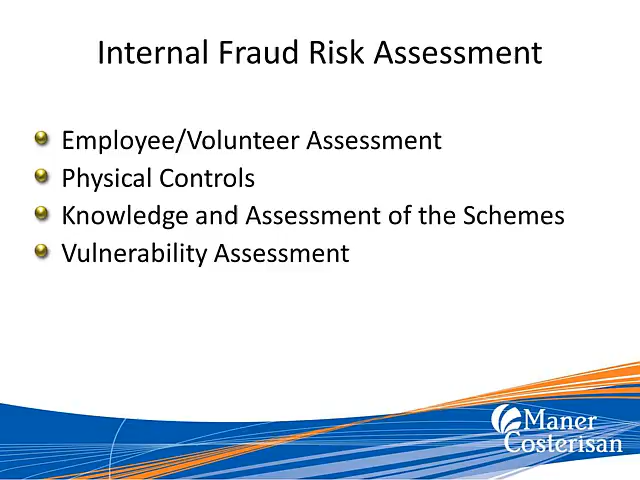 Internal Fraud Risk Assessment
Employee/Volunteer Assessment
Physical Controls
Knowledge and Assessment of the Schemes
Vulnerability Assessment
Maner
Costerisan